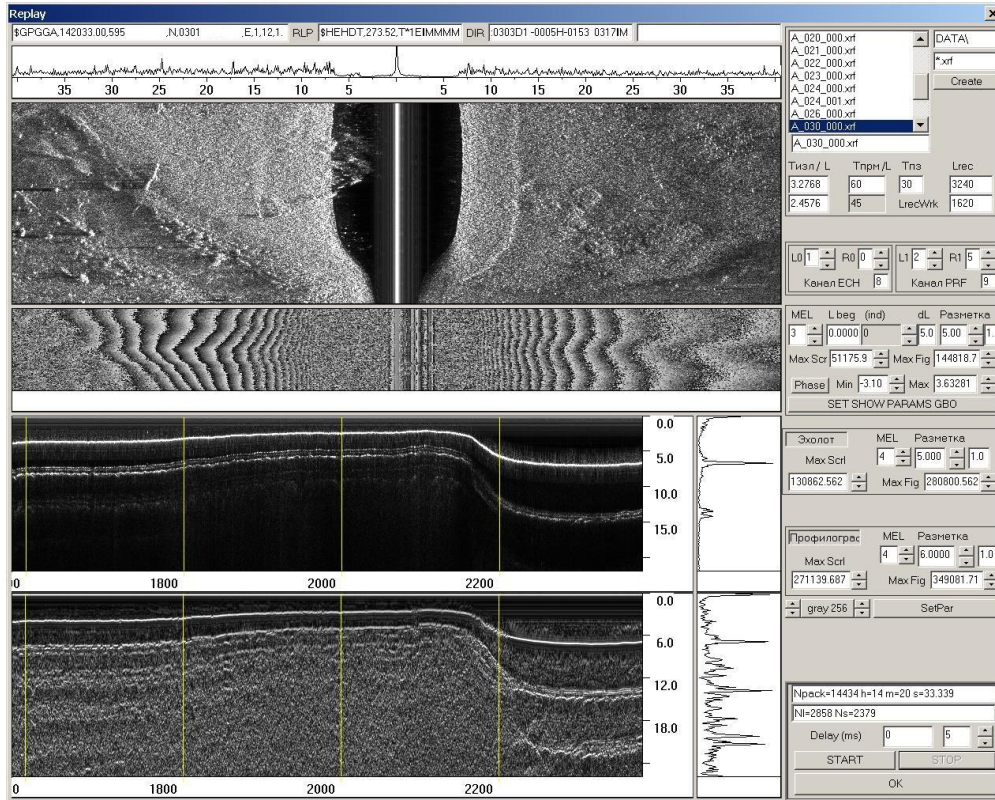 Replay
$GPGGA,142033.00,595 ,N,0301 ,E,1,12,1. RLP $HEHDT,273.52,T*1E|MMMM DIR :0303D1 -0005H-0153 0317|M
35 30 25 20 15 10 5 5 10 15 20 25 30 35
A_020_000.xrf
A_021_000.xrf
A_022_000.xrf
A_023_000.xrf
A_024_000.xrf
A_024_001.xrf
A_026_000.xrf
A_030_000.xrf
A_030_000.xrf
DATA\
*.xrf
Create
Тизл / L Тпрм /L Тпз Lrec
3.2768 60 30 3240
2.4576 45 LrecWrk 1620
L0 1 R0 0 L1 2 R1 5
Канал ECH 8 Канал PRF 9
MEL L beg (ind) dL Разметка
3 0.0000 0 5.0 5.00 1.
Max Scr 51175.9 Max Fig 144818.7
Phase Min -3.10 Max 3.63281
SET SHOW PARAMS GBO
0.0
5.0
10.0
15.0
00 1800 2000 2200
Эхолот MEL Разметка
Max Scrl 4 5.000 1.0
130862.562 Max Fig 280800.562
0.0
6.0
12.0
18.0
0 1800 2000 2200
Профилограс MEL Разметка
Max Scrl 4 6.0000 1.0
271139.687 Max Fig 349081.71
gray 256 SetPar
Npack=14434 h=14 m=20 s=33.339
Nl=2858 Ns=2379
Delay (ms) 0 5
START STOP
OK